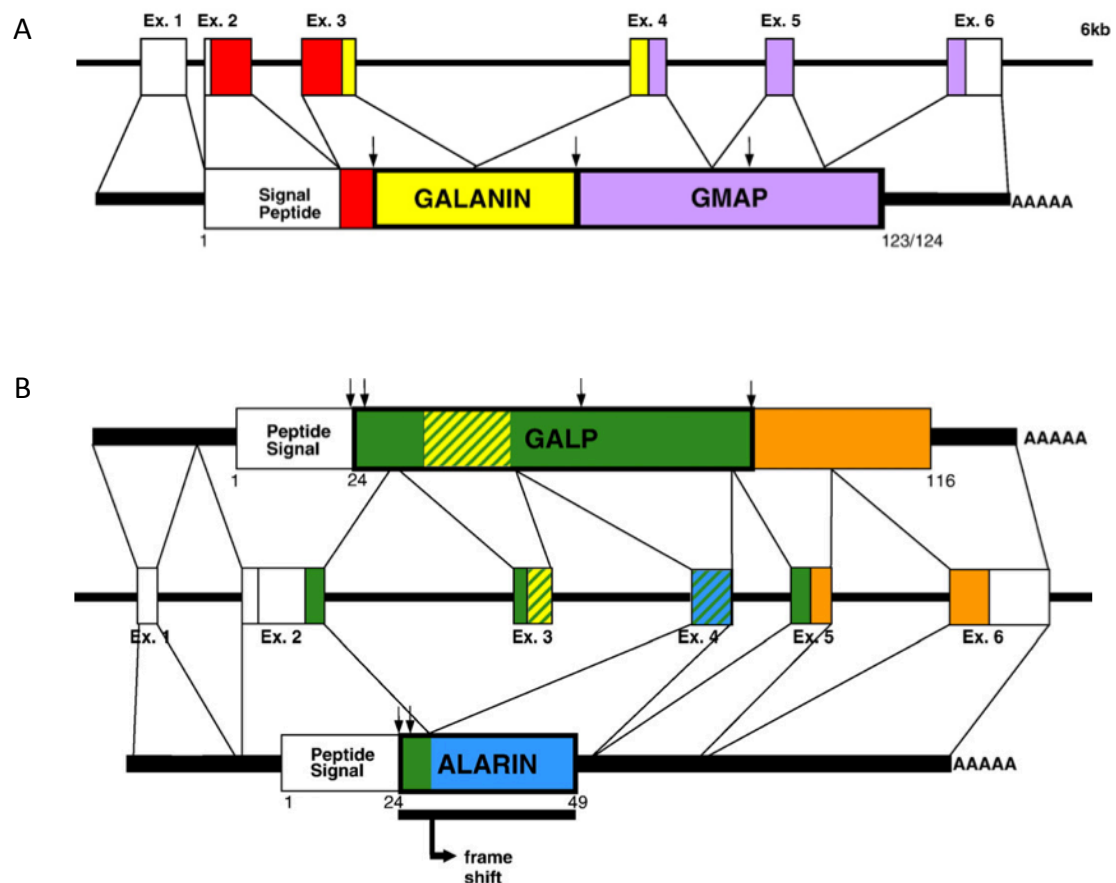 A
Ex. 1 Ex. 2 Ex. 3 Ex. 4 Ex. 5 Ex. 6
6kb
Signal
Peptide
GALANIN
GMAP
AAAAA
1
123/124
B
Peptide
Signal
GALP
AAAAA
1
24
116
Ex. 1 Ex. 2 Ex. 3 Ex. 4 Ex. 5 Ex. 6
Peptide
Signal
ALARIN
AAAAA
1
24
49
frame
shift